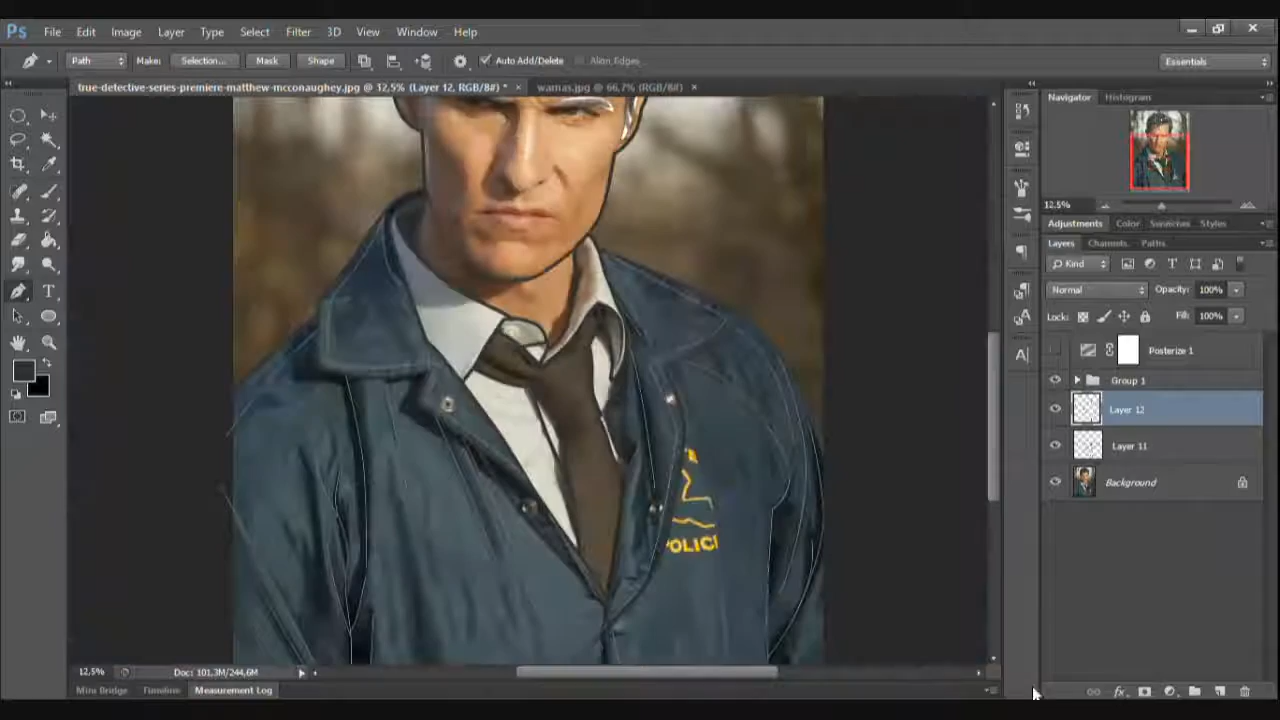 Ps File Edit Image Layer Type Select Filter 3D View Window Help
Path Make: Selection... Mask Shape Auto Add/Delete Align Edges Essentials
true-detective-series-premiere-matthew-mcconaughey.jpg @ 12,5% (Layer 12, RGB/8#) * × warnas.jpg @ 66,7% (RGB/8#) ×
Navigator Histogram
12.5%
Adjustments Color Swatches Styles
Layers Channels Paths
Kind
Normal Opacity: 100%
Lock: Fill: 100%
Posterize 1
Group 1
Layer 12
Layer 11
Background
POLICE
12.5% Doc: 101,3M/244,6M
Mini Bridge Timeline Measurement Log